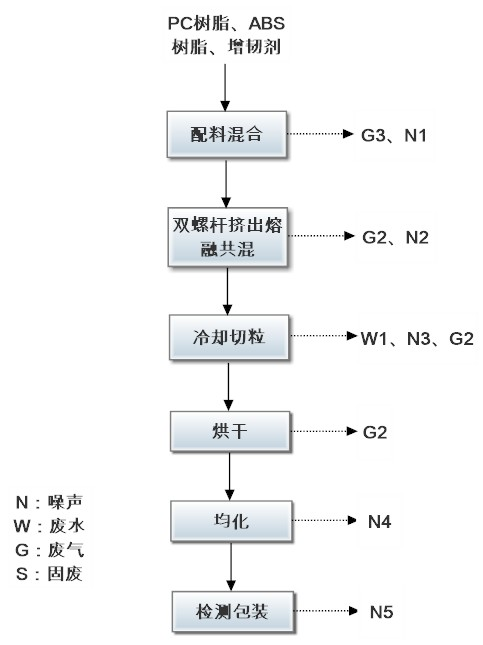 PC树脂、ABS
树脂、增韧剂
配料混合
G3、N1
双螺杆挤出熔
融共混
G2、N2
冷却切粒
W1、N3、G2
烘干
G2
均化
N4
检测包装
N5
N：噪声
W：废水
G：废气
S：固废